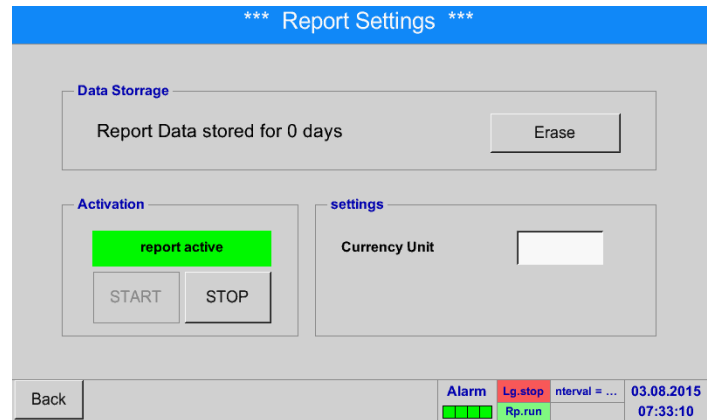 *** Report Settings ***
Data Storrage
Report Data stored for 0 days
Erase
Activation
settings
report active
Currency Unit
START
STOP
Back
Alarm
Lg.stop
nterval = ...
03.08.2015
Rp.run
07:33:10